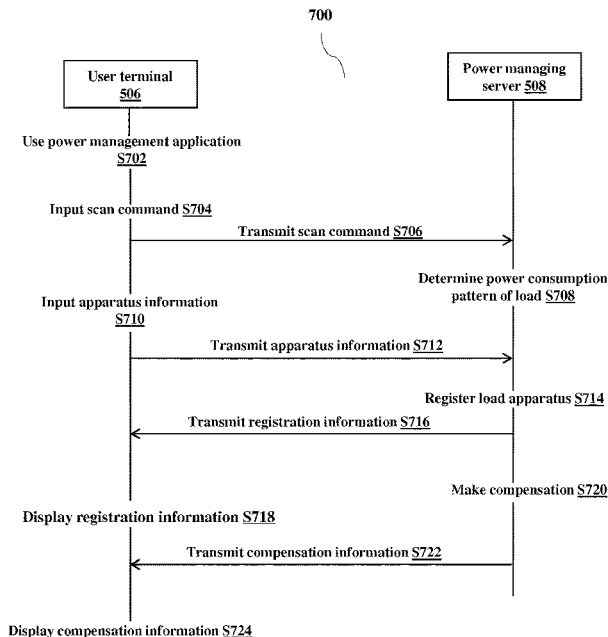 700
User terminal
506
Power managing
server 508
Use power management application
S702
Input scan command S704
Transmit scan command S706
Determine power consumption
pattern of load S708
Input apparatus information
S710
Transmit apparatus information S712
Register load apparatus S714
Transmit registration information S716
Make compensation S720
Display registration information S718
Transmit compensation information S722
Display compensation information S724